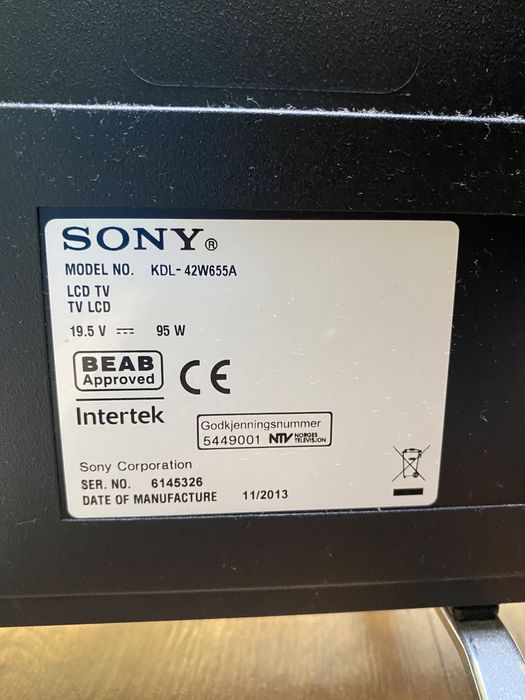 SONY®
MODEL NO. KDL-42W655A
LCD TV
TV LCD
19.5 V ⎓ 95 W
BEAB
Approved
CE
Intertek
Godkjenningsnummer
5449001 NTV NORGES
TELEVISJON
Sony Corporation
SER. NO. 6145326
DATE OF MANUFACTURE 11/2013